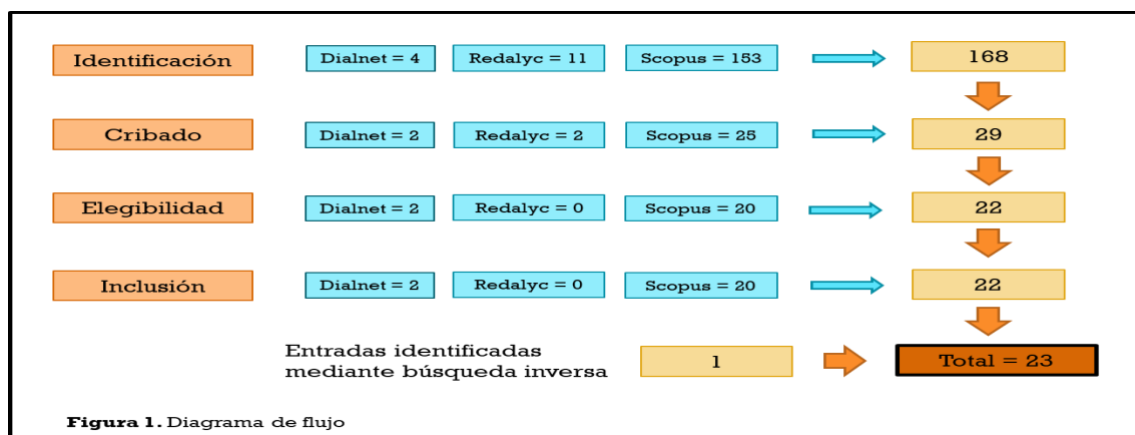 Identificación Dialnet = 4 Redalyc = 11 Scopus = 153 168
Cribado Dialnet = 2 Redalyc = 2 Scopus = 25 29
Elegibilidad Dialnet = 2 Redalyc = 0 Scopus = 20 22
Inclusión Dialnet = 2 Redalyc = 0 Scopus = 20 22
Entradas identificadas
mediante búsqueda inversa 1 Total = 23
Figura 1. Diagrama de flujo